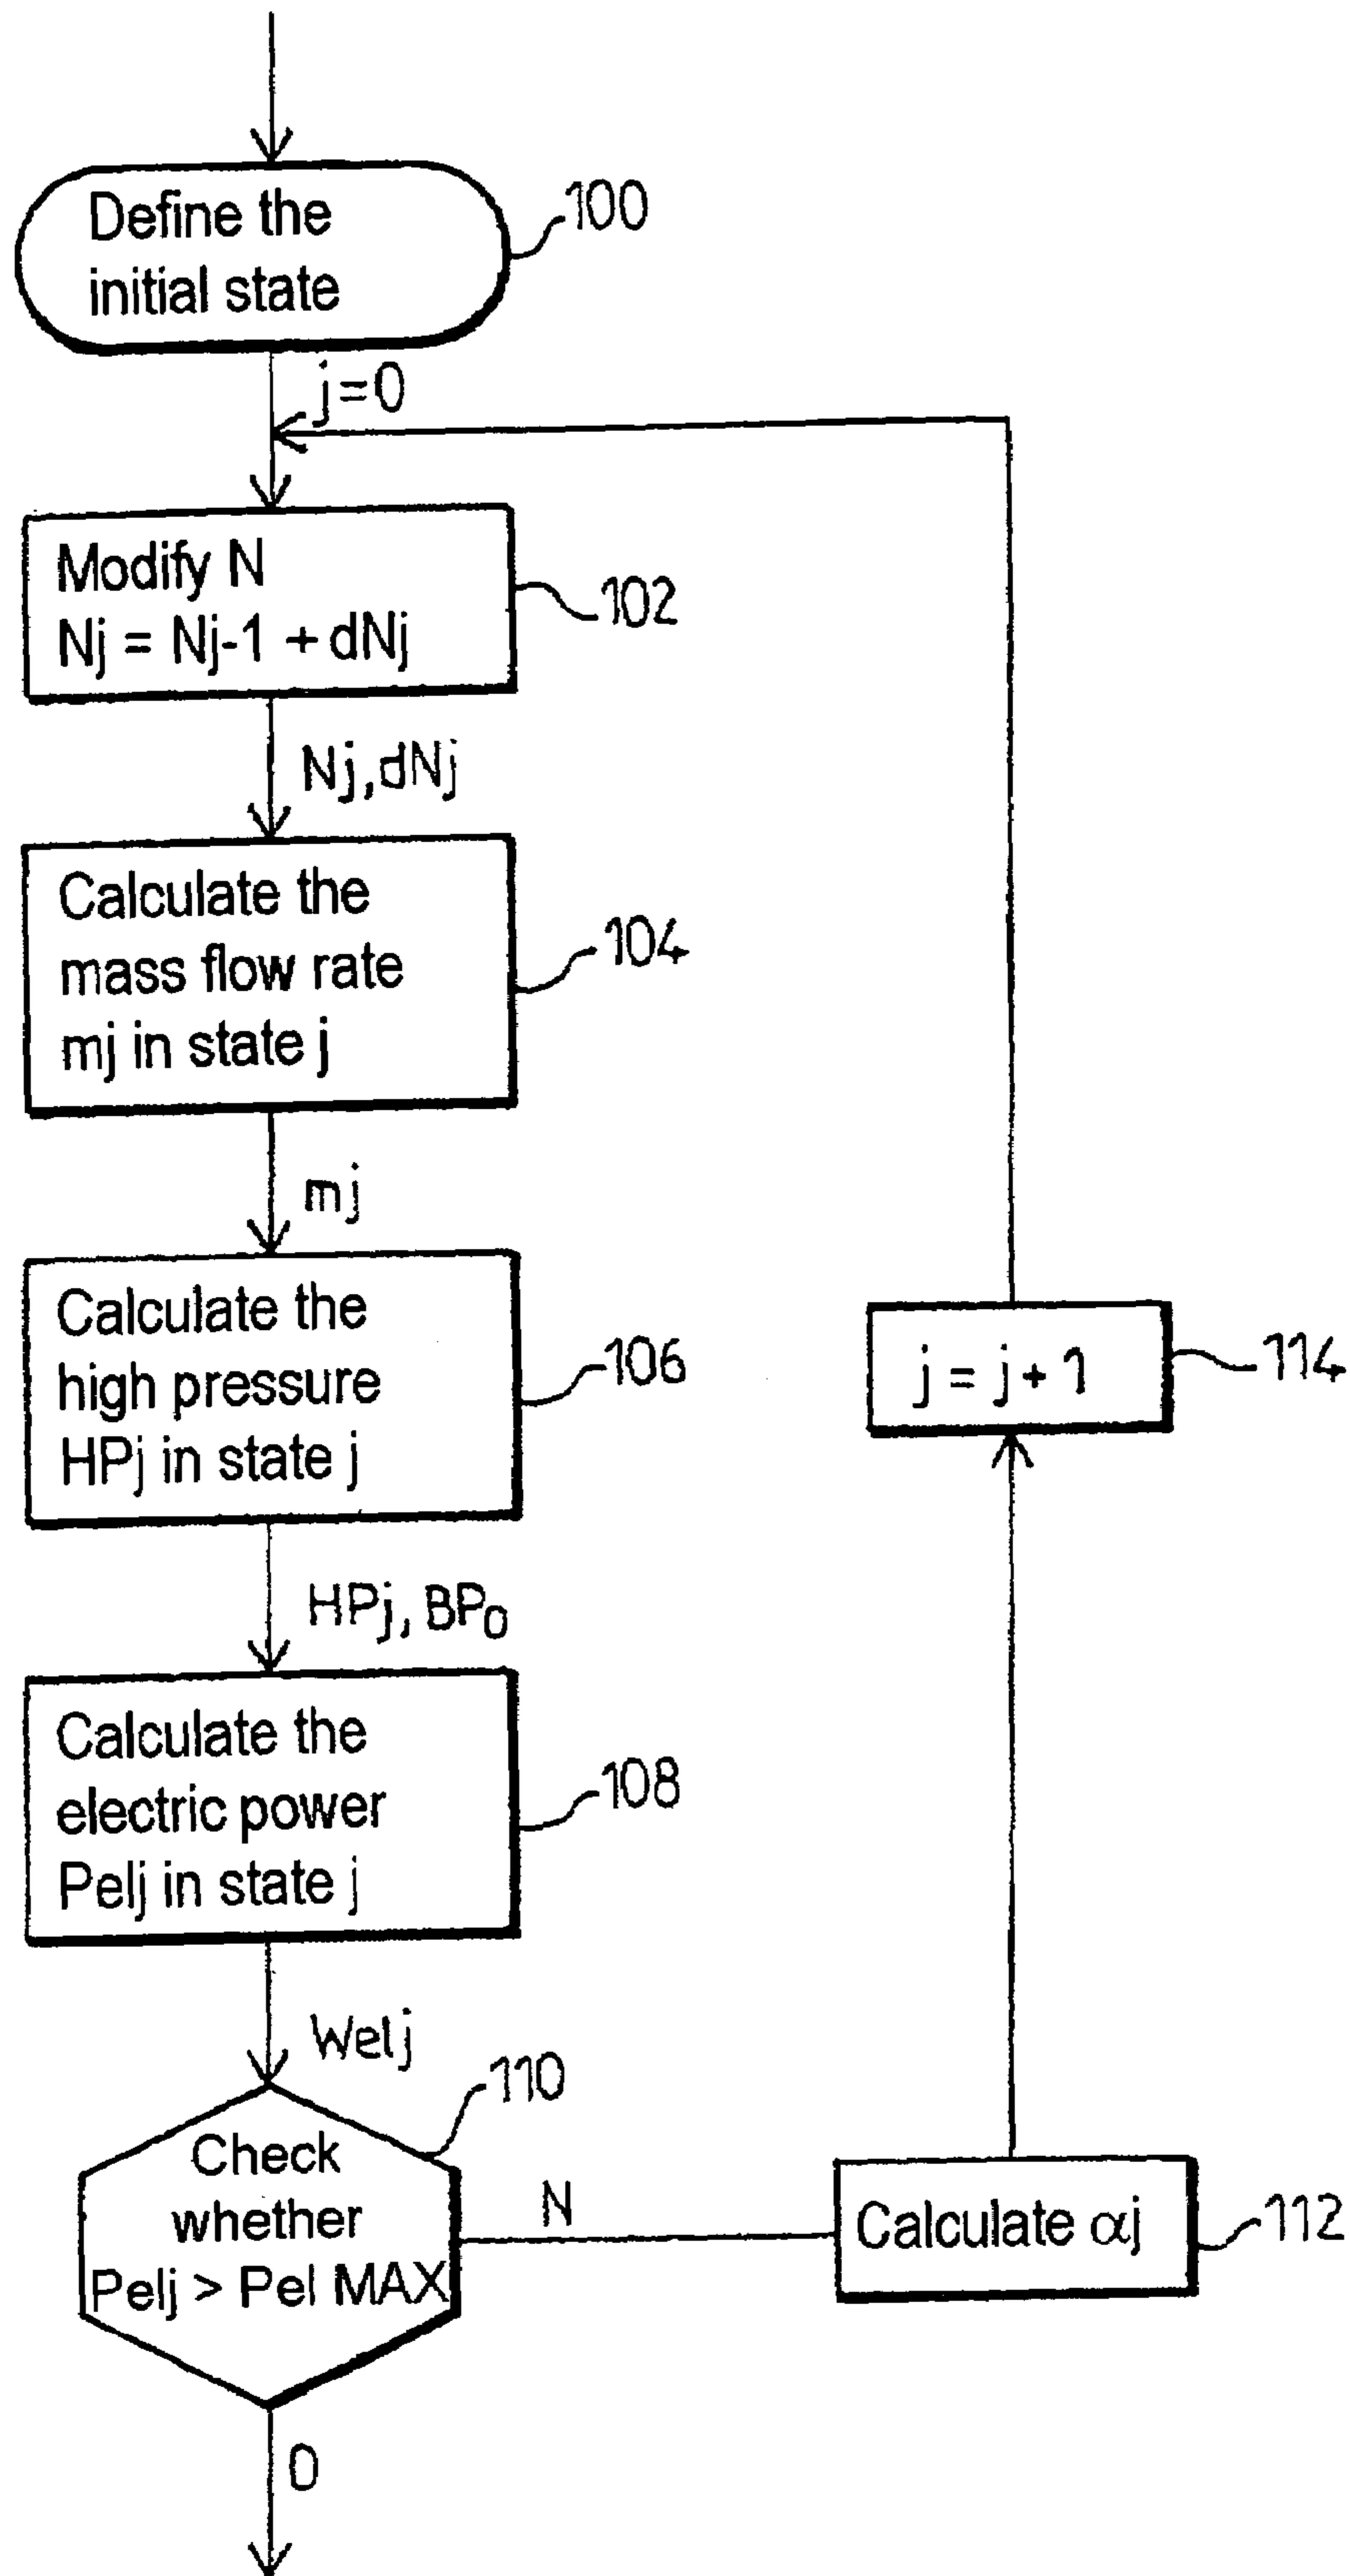 Define the
initial state
100
j=0
Modify N
Nj = Nj-1 + dNj
102
Nj, dNj
Calculate the
mass flow rate
mj in state j
104
mj
Calculate the
high pressure
HPj in state j
106
j = j + 1
114
HPj, BP₀
Calculate the
electric power
Pelj in state j
108
Welj
110
Check
whether
Pelj > Pel MAX
N
Calculate αj
112
O